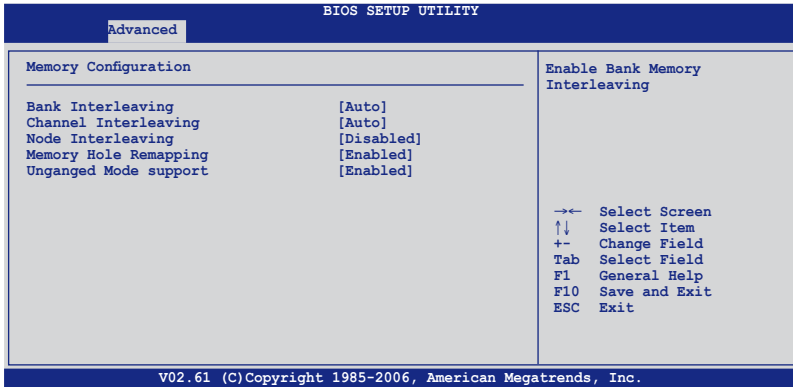 BIOS SETUP UTILITY
Advanced
Memory Configuration
Bank Interleaving [Auto]
Channel Interleaving [Auto]
Node Interleaving [Disabled]
Memory Hole Remapping [Enabled]
Unganged Mode support [Enabled]
Enable Bank Memory
Interleaving
→← Select Screen
↑↓ Select Item
+- Change Field
Tab Select Field
F1 General Help
F10 Save and Exit
ESC Exit
V02.61 (C)Copyright 1985-2006, American Megatrends, Inc.